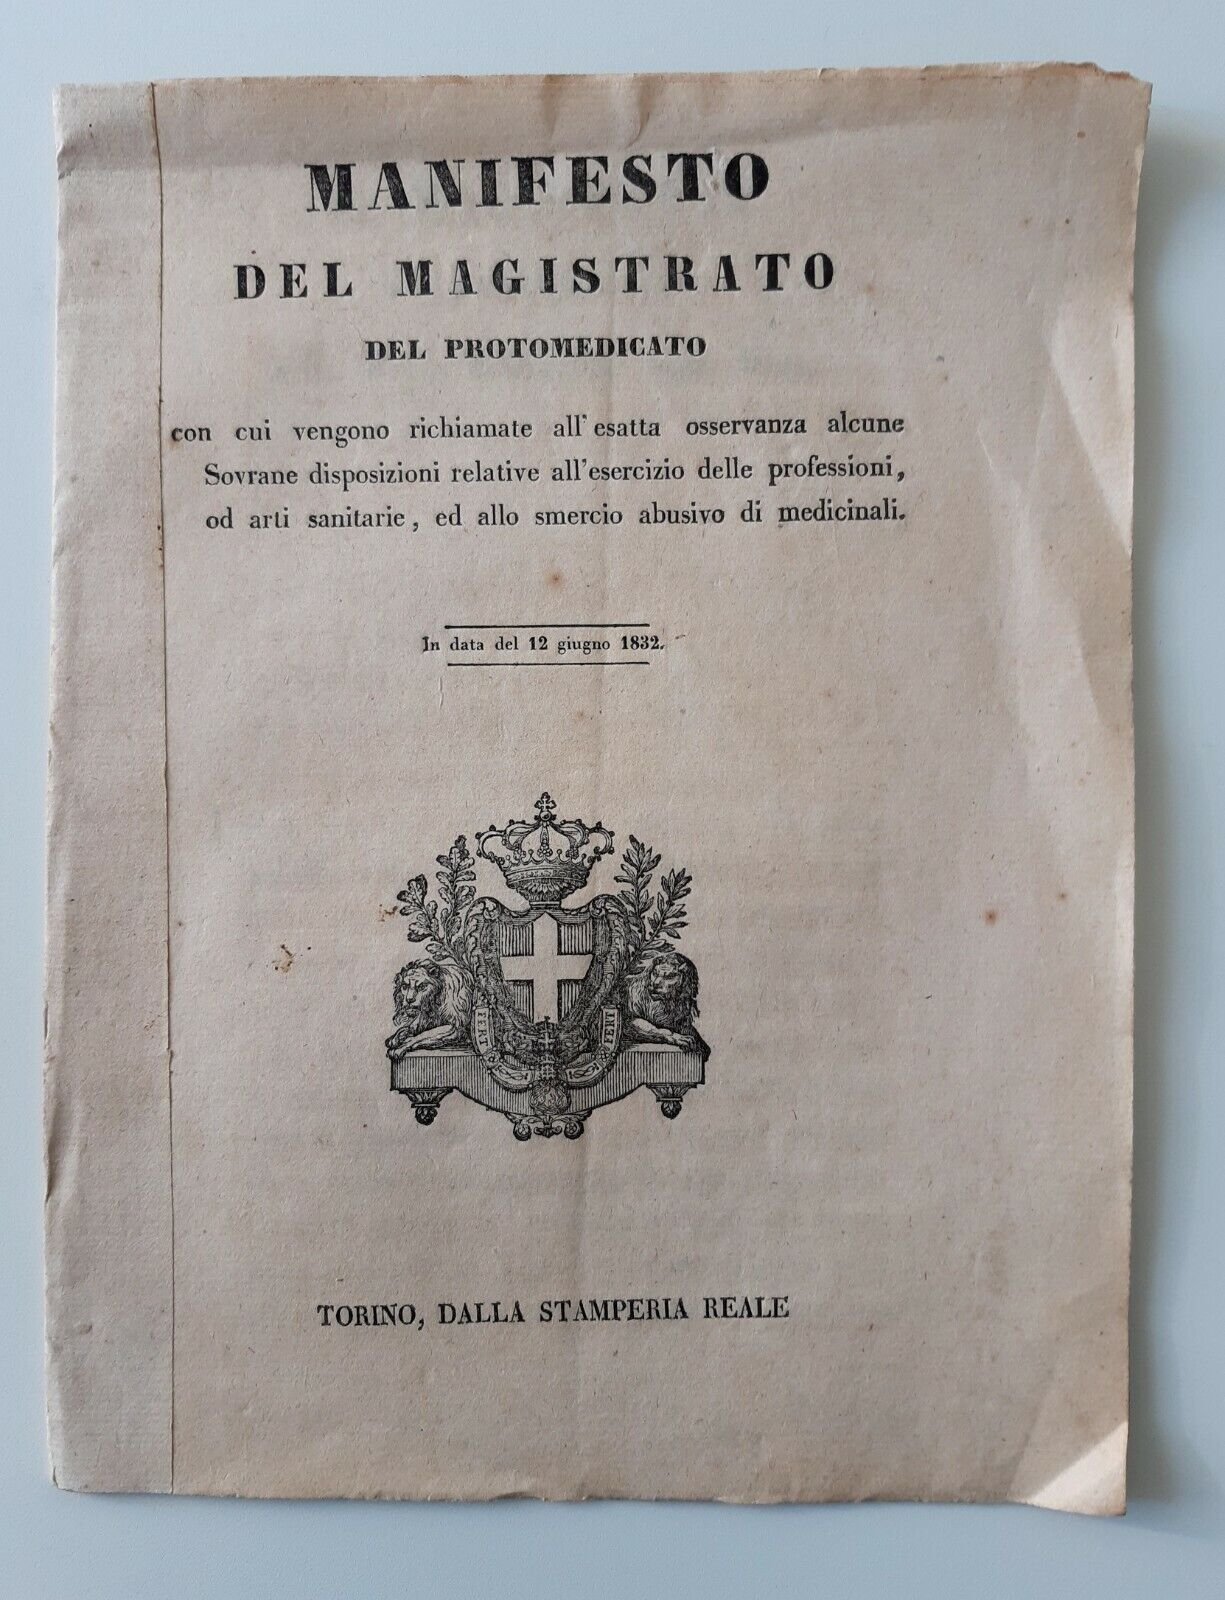 MANIFESTO
DEL MAGISTRATO
DEL PROTOMEDICATO
con cui vengono richiamate all'esatta osservanza alcune
Sovrane disposizioni relative all'esercizio delle professioni,
od arti sanitarie, ed allo smercio abusivo di medicinali.
In data del 12 giugno 1832.
FERT FERT
TORINO, DALLA STAMPERIA REALE